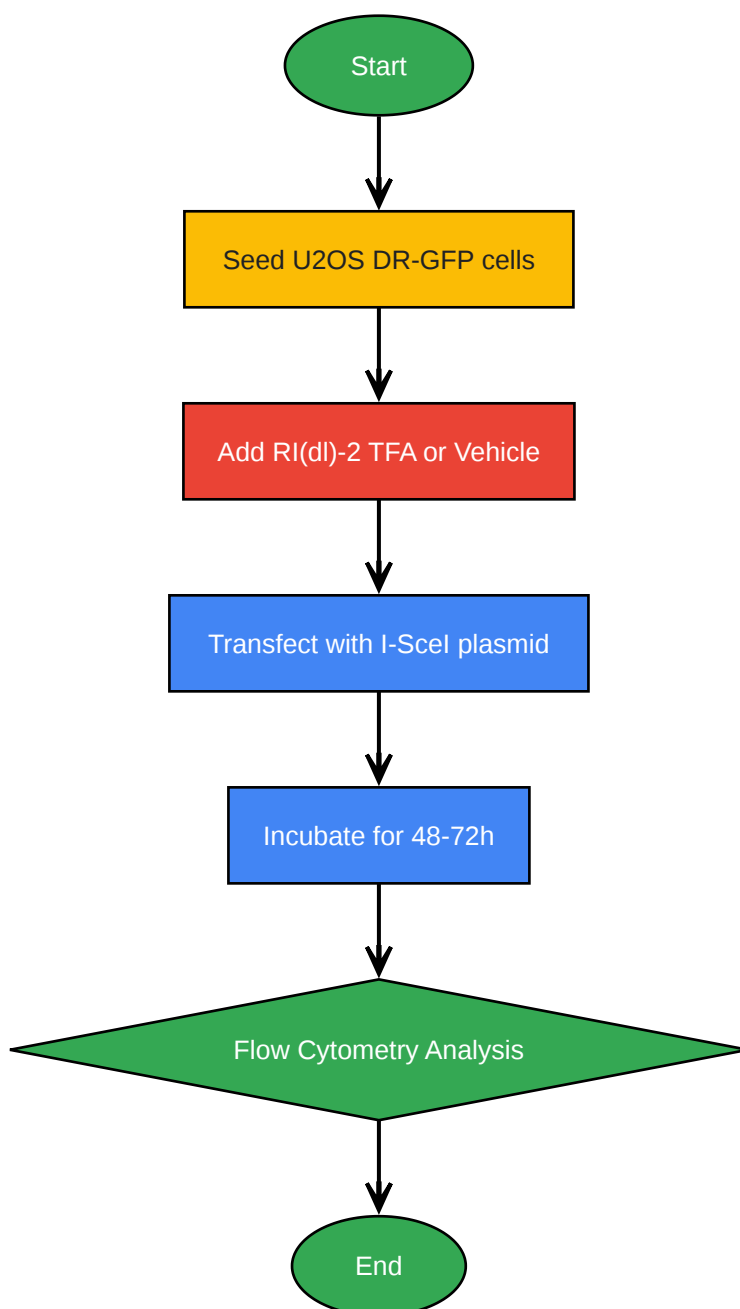 Start
Seed U2OS DR-GFP cells
Add RI(dl)-2 TFA or Vehicle
Transfect with I-SceI plasmid
Incubate for 48-72h
Flow Cytometry Analysis
End